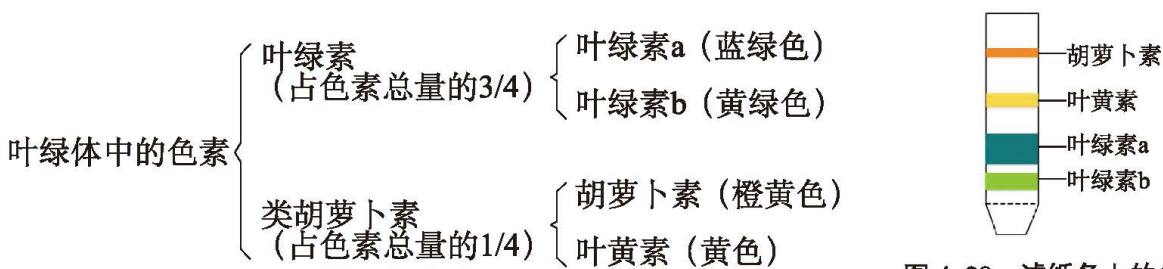 叶绿体中的色素
叶绿素
（占色素总量的3/4）
叶绿素a（蓝绿色）
叶绿素b（黄绿色）
类胡萝卜素
（占色素总量的1/4）
胡萝卜素（橙黄色）
叶黄素（黄色）
胡萝卜素
叶黄素
叶绿素a
叶绿素b